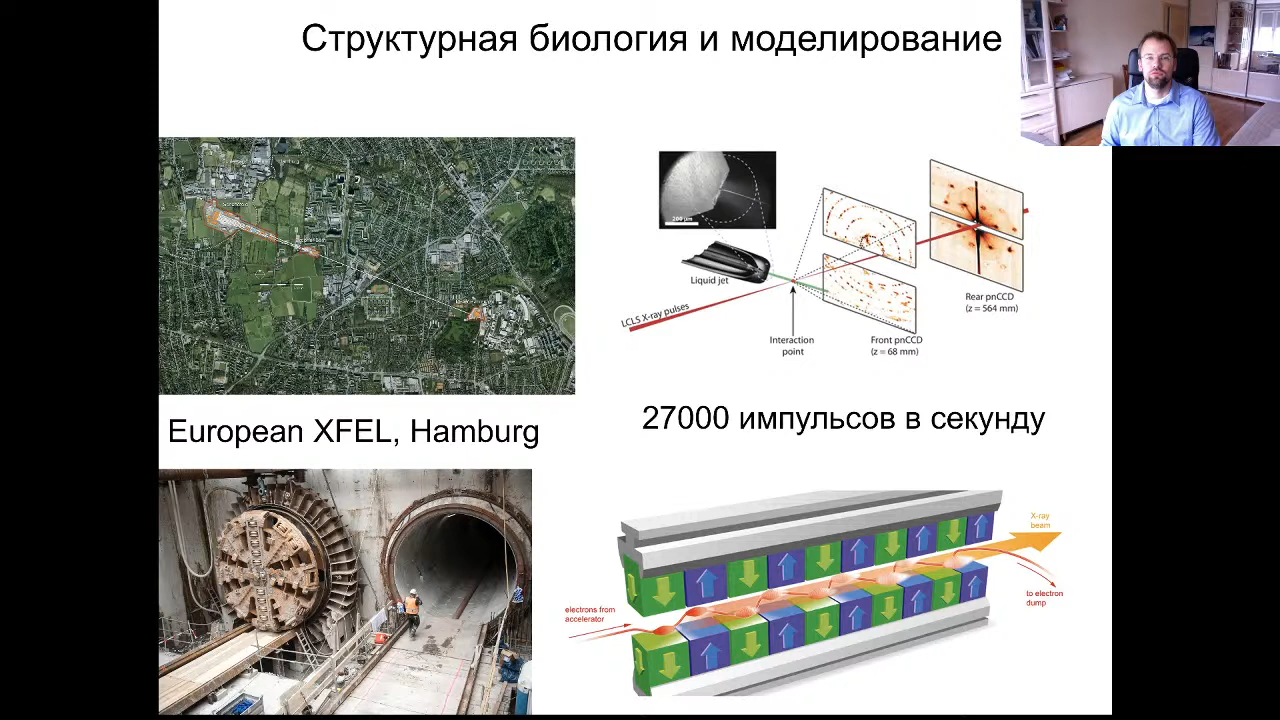 Структурная биология и моделирование
200 μm
Liquid jet
LCLS X-ray pulses
Interaction
point
Front pnCCD
(z = 68 mm)
Rear pnCCD
(z = 564 mm)
European XFEL, Hamburg
27000 импульсов в секунду
X-ray
beam
electrons from
accelerator
to electron
dump